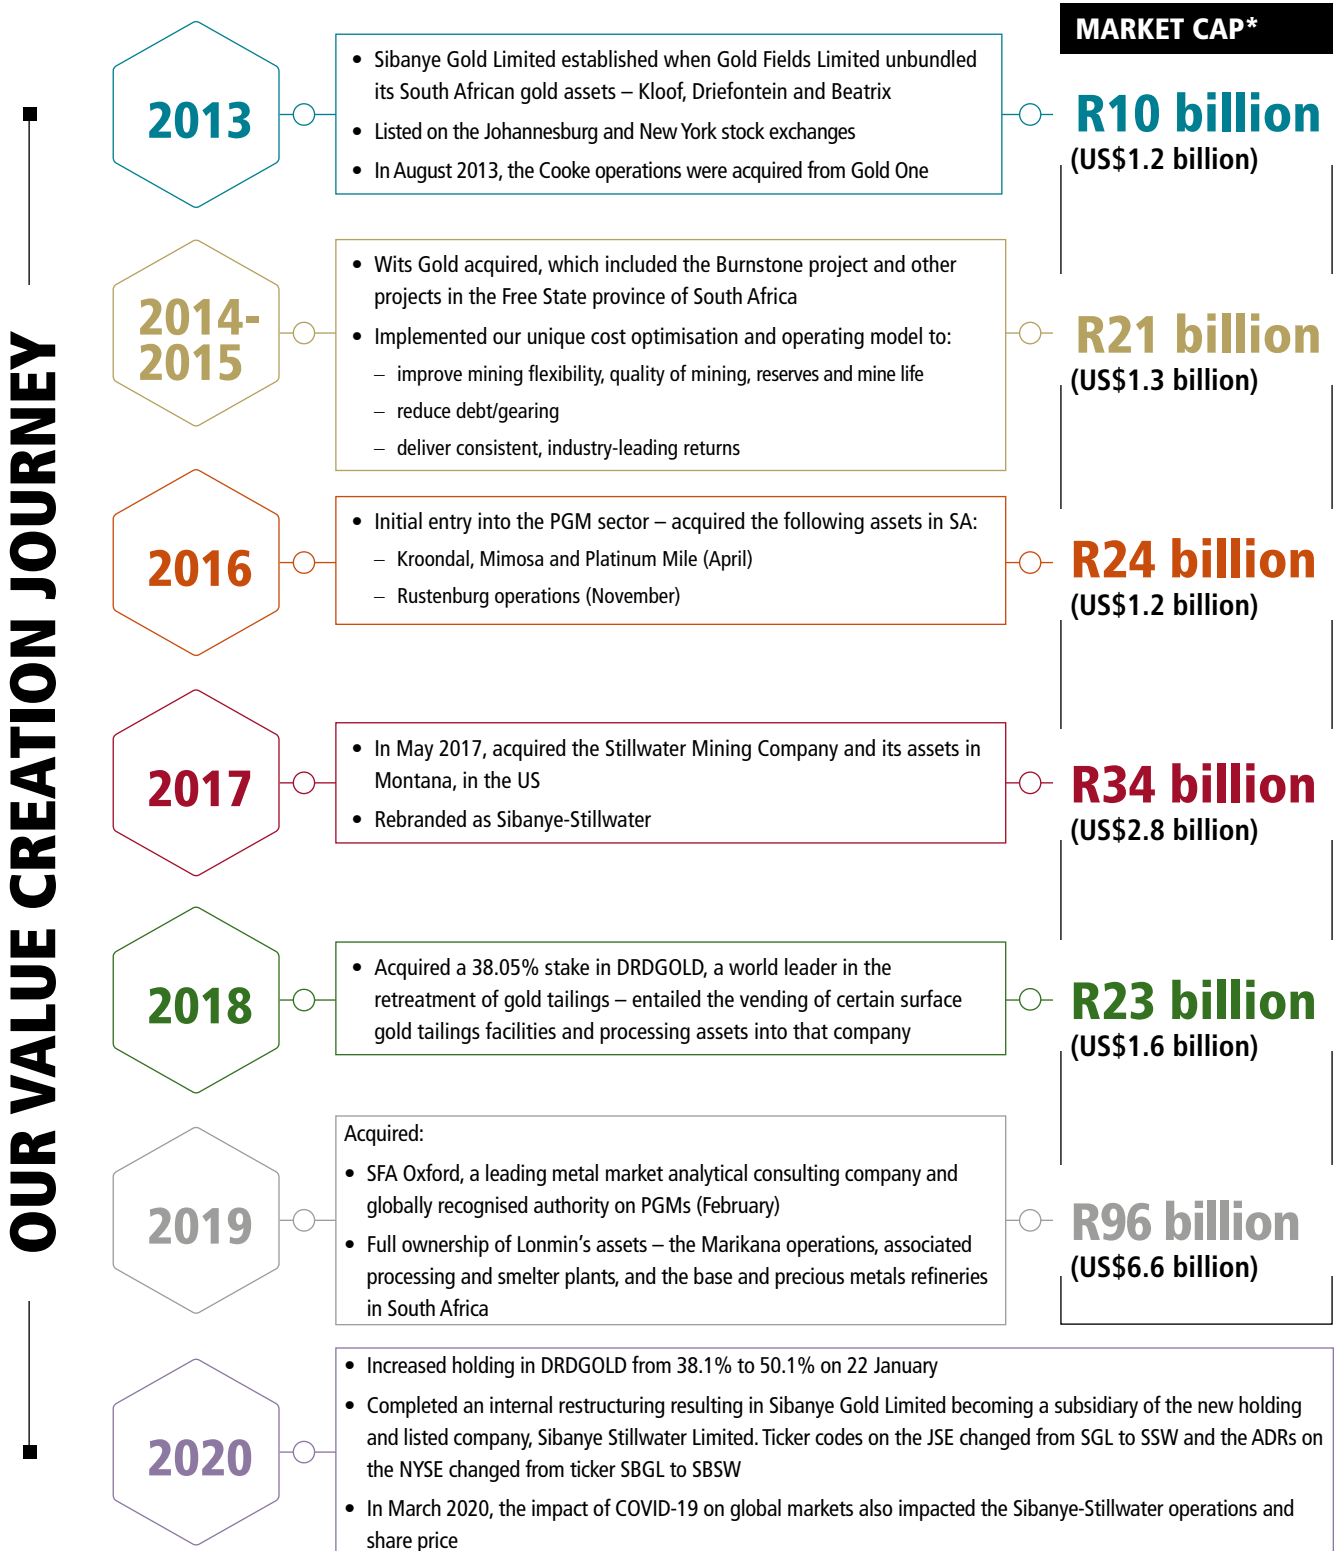 OUR VALUE CREATION JOURNEY
MARKET CAP*
2013
• Sibanye Gold Limited established when Gold Fields Limited unbundled
its South African gold assets – Kloof, Driefontein and Beatrix
• Listed on the Johannesburg and New York stock exchanges
• In August 2013, the Cooke operations were acquired from Gold One
R10 billion
(US$1.2 billion)
2014-
2015
• Wits Gold acquired, which included the Burnstone project and other
projects in the Free State province of South Africa
• Implemented our unique cost optimisation and operating model to:
– improve mining flexibility, quality of mining, reserves and mine life
– reduce debt/gearing
– deliver consistent, industry-leading returns
R21 billion
(US$1.3 billion)
2016
• Initial entry into the PGM sector – acquired the following assets in SA:
– Kroondal, Mimosa and Platinum Mile (April)
– Rustenburg operations (November)
R24 billion
(US$1.2 billion)
2017
• In May 2017, acquired the Stillwater Mining Company and its assets in
Montana, in the US
• Rebranded as Sibanye-Stillwater
R34 billion
(US$2.8 billion)
2018
• Acquired a 38.05% stake in DRDGOLD, a world leader in the
retreatment of gold tailings – entailed the vending of certain surface
gold tailings facilities and processing assets into that company
R23 billion
(US$1.6 billion)
2019
Acquired:
• SFA Oxford, a leading metal market analytical consulting company and
globally recognised authority on PGMs (February)
• Full ownership of Lonmin’s assets – the Marikana operations, associated
processing and smelter plants, and the base and precious metals refineries
in South Africa
R96 billion
(US$6.6 billion)
2020
• Increased holding in DRDGOLD from 38.1% to 50.1% on 22 January
• Completed an internal restructuring resulting in Sibanye Gold Limited becoming a subsidiary of the new holding
and listed company, Sibanye Stillwater Limited. Ticker codes on the JSE changed from SGL to SSW and the ADRs on
the NYSE changed from ticker SBGL to SBSW
• In March 2020, the impact of COVID-19 on global markets also impacted the Sibanye-Stillwater operations and
share price